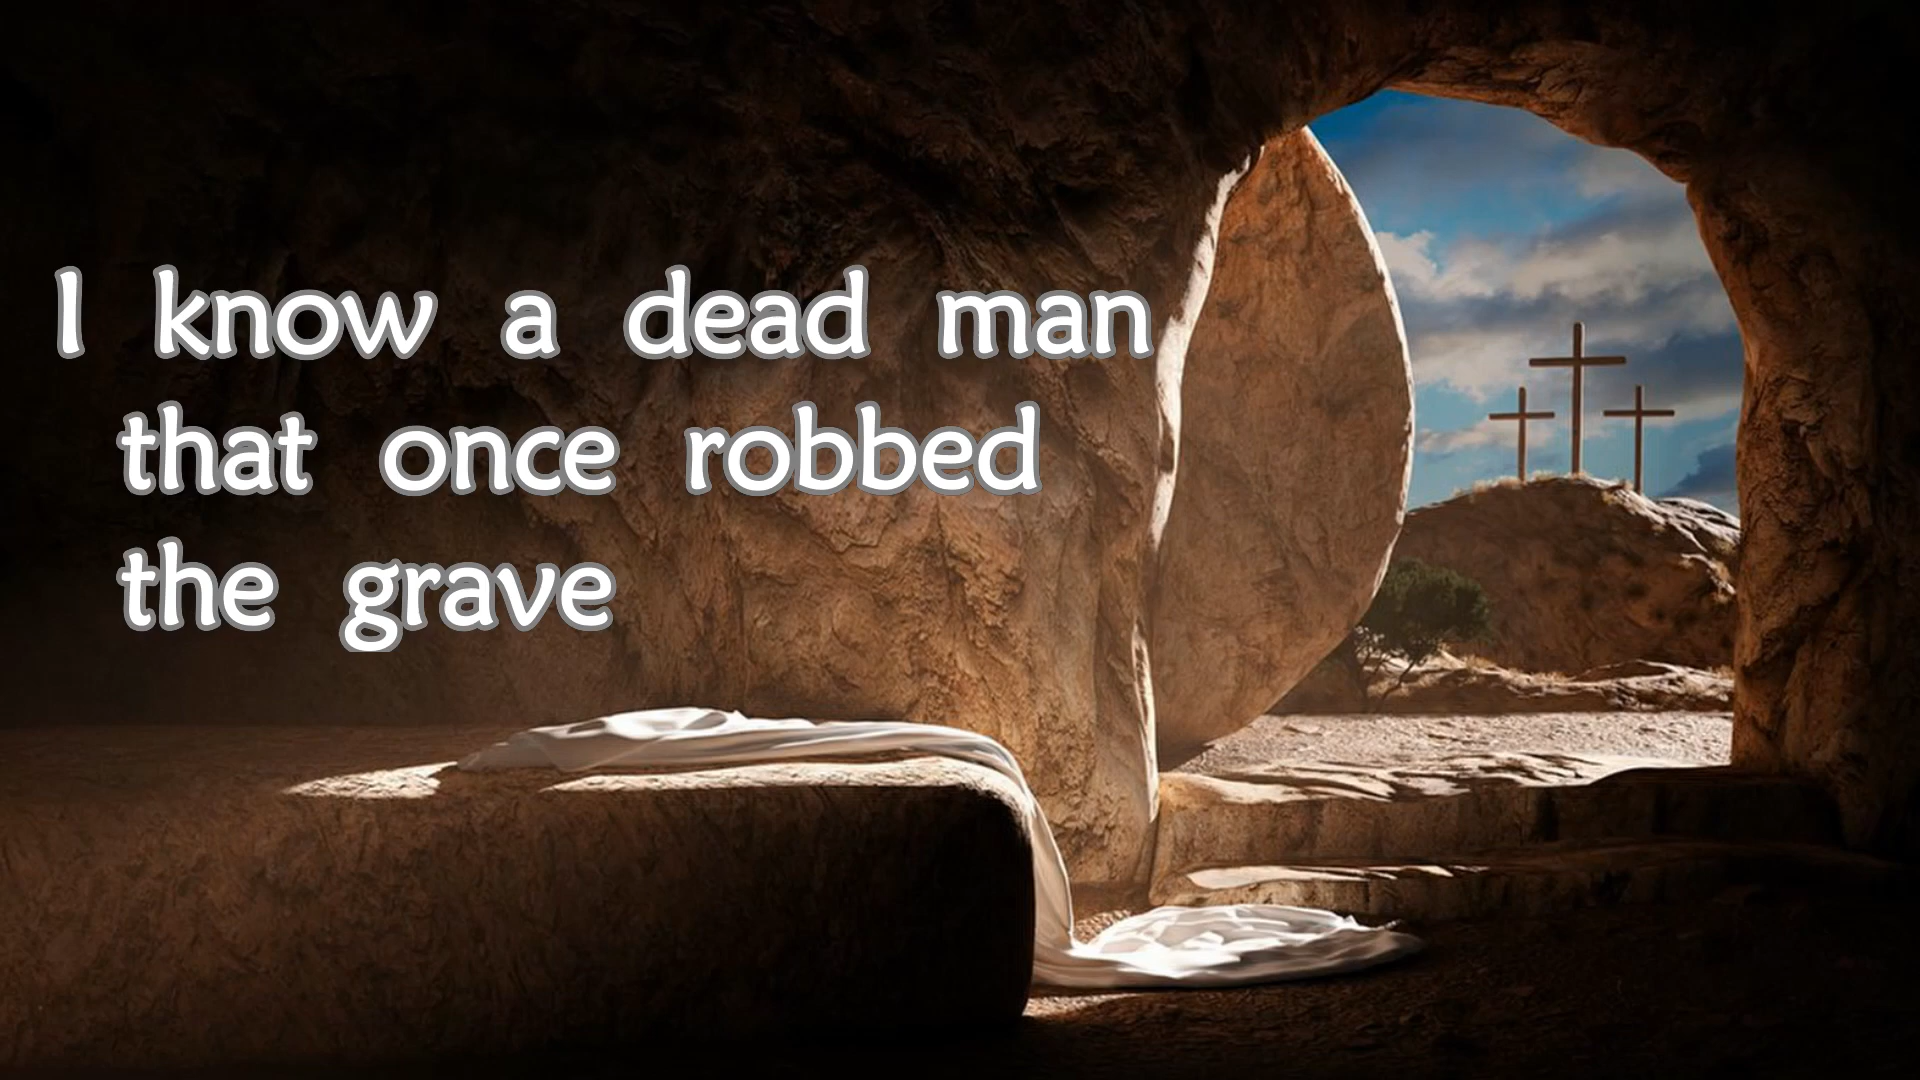 I know a dead man
that once robbed
the grave